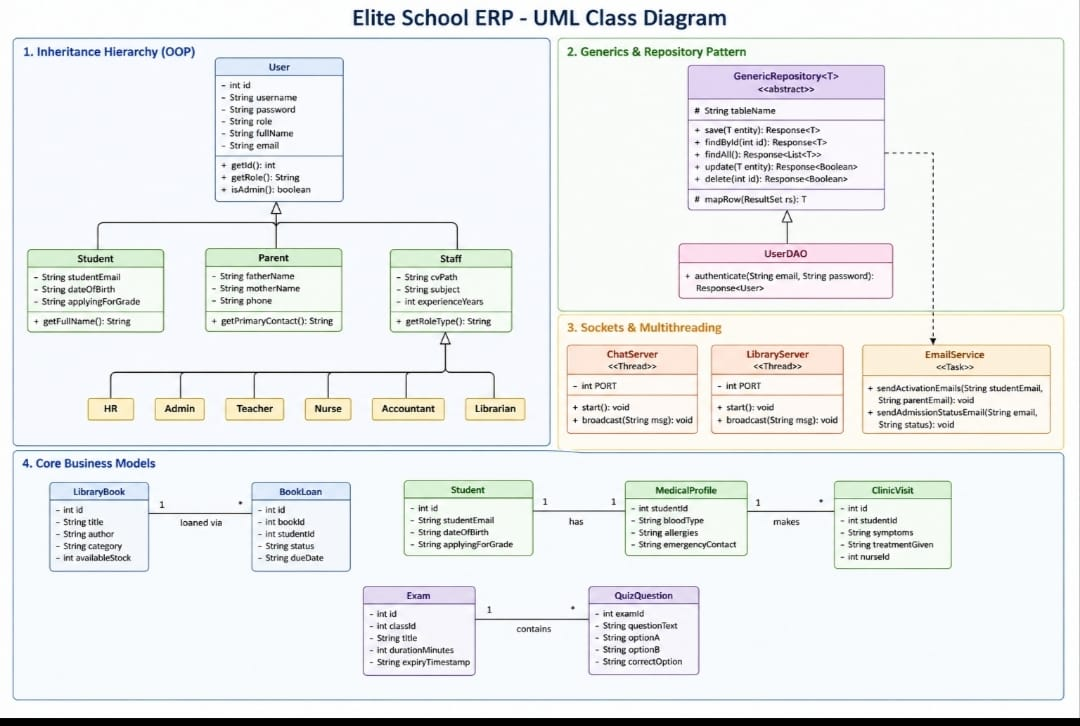 Elite School ERP - UML Class Diagram
1. Inheritance Hierarchy (OOP)
User
- int id
- String username
- String password
- String role
- String fullName
- String email
+ getId(): int
+ getRole(): String
+ isAdmin(): boolean
Student
- String studentEmail
- String dateOfBirth
- String applyingForGrade
+ getFullName(): String
Parent
- String fatherName
- String motherName
- String phone
+ getPrimaryContact(): String
Staff
- String cvPath
- String subject
- int experienceYears
+ getRoleType(): String
HR
Admin
Teacher
Nurse
Accountant
Librarian
2. Generics & Repository Pattern
GenericRepository<T>
<<abstract>>
# String tableName
+ save(T entity): Response<T>
+ findById(int id): Response<T>
+ findAll(): Response<List<T>>
+ update(T entity): Response<Boolean>
+ delete(int id): Response<Boolean>
# mapRow(ResultSet rs): T
UserDAO
+ authenticate(String email, String password):
Response<User>
3. Sockets & Multithreading
ChatServer
<<Thread>>
- int PORT
+ start(): void
+ broadcast(String msg): void
LibraryServer
<<Thread>>
- int PORT
+ start(): void
+ broadcast(String msg): void
EmailService
<<Task>>
+ sendActivationEmails(String studentEmail,
String parentEmail): void
+ sendAdmissionStatusEmail(String email,
String status): void
4. Core Business Models
LibraryBook
- int id
- String title
- String author
- String category
- int availableStock
1
*
loaned via
BookLoan
- int id
- int bookId
- int studentId
- String status
- String dueDate
Student
- int id
- String studentEmail
- String dateOfBirth
- String applyingForGrade
1
1
has
MedicalProfile
- int studentId
- String bloodType
- String allergies
- String emergencyContact
1
*
makes
ClinicVisit
- int id
- int studentId
- String symptoms
- String treatmentGiven
- int nurseId
Exam
- int id
- int classId
- String title
- int durationMinutes
- String expiryTimestamp
1
*
contains
QuizQuestion
- int examId
- String questionText
- String optionA
- String optionB
- String correctOption